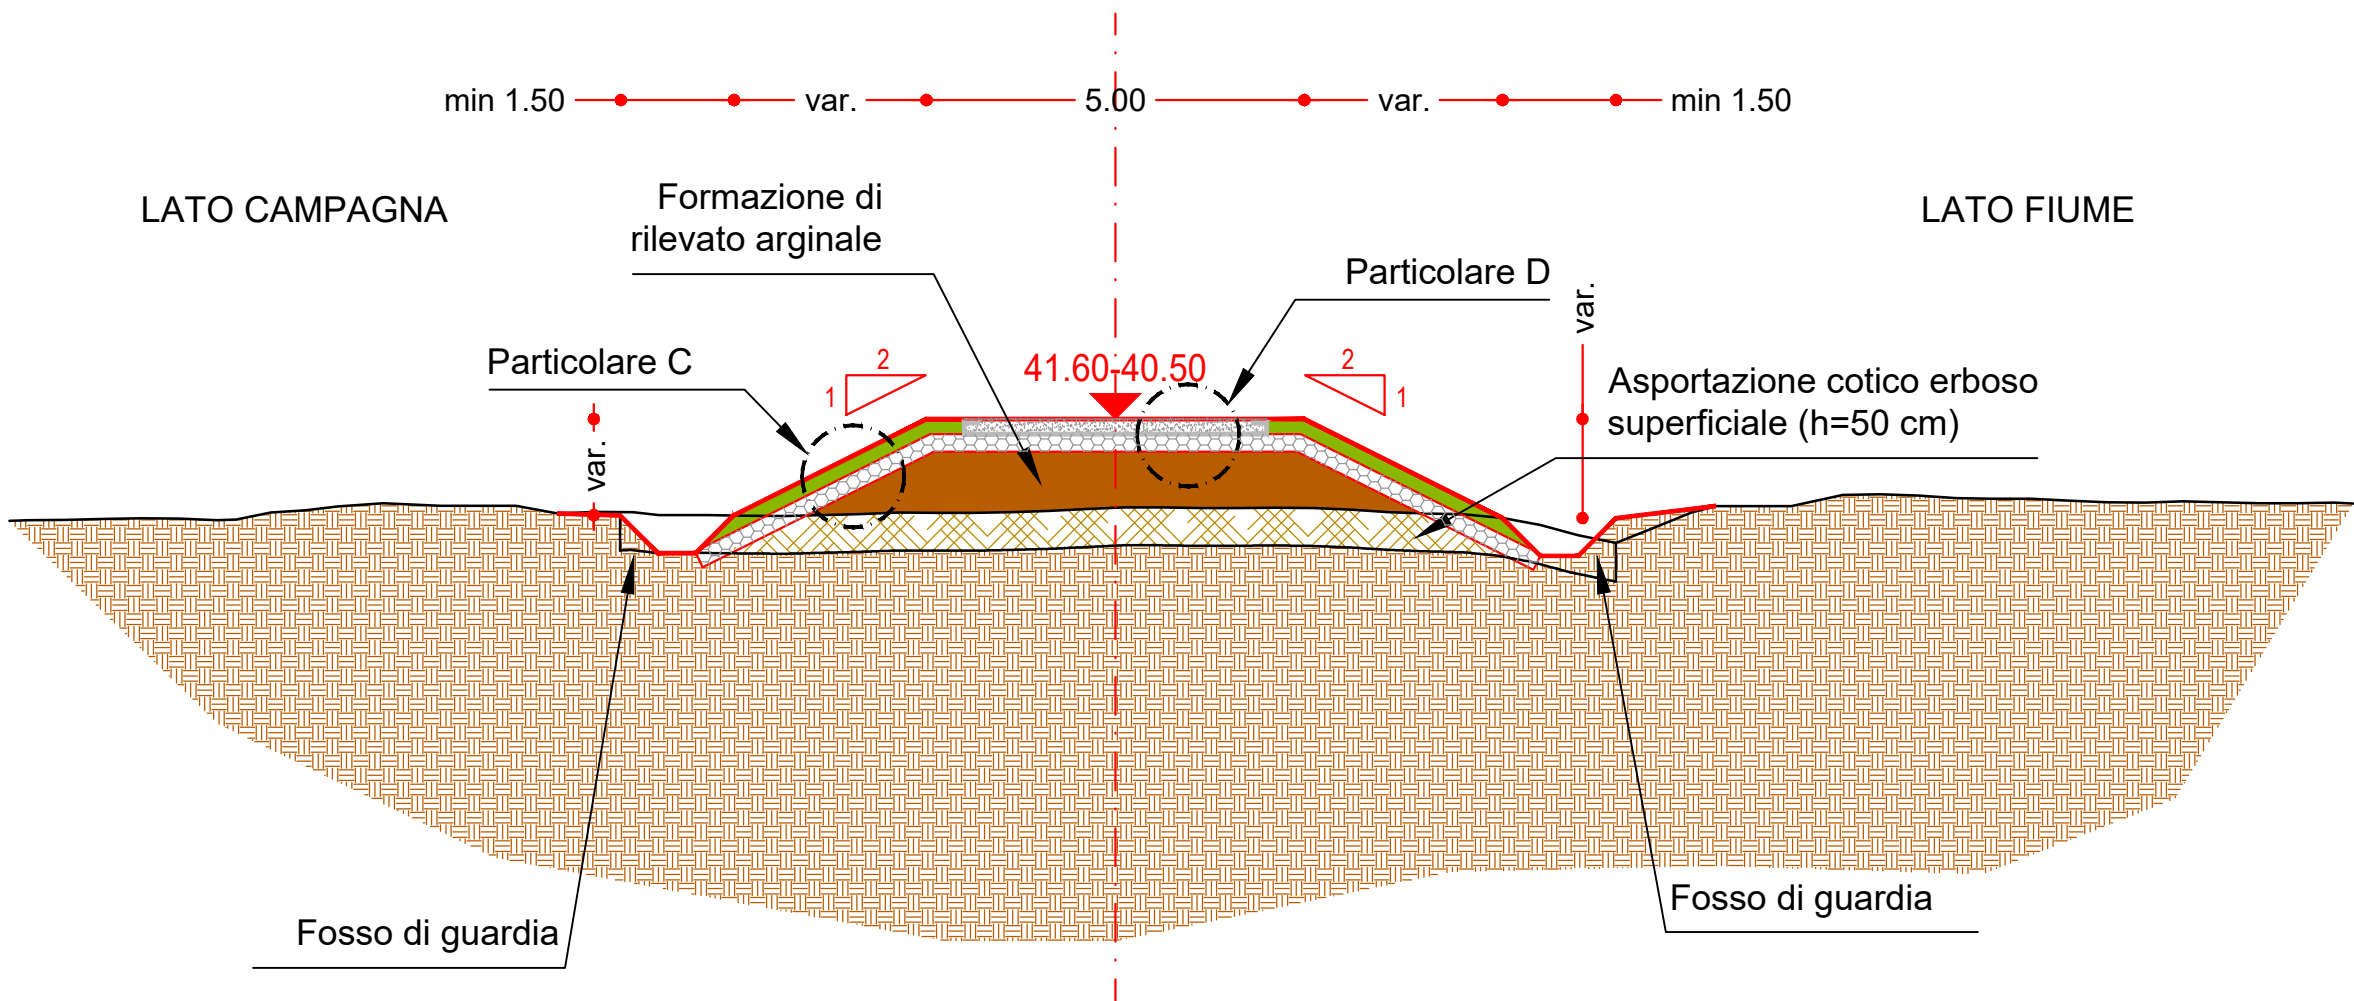 min 1.50
var.
5.00
var.
min 1.50
LATO CAMPAGNA
LATO FIUME
Formazione di
rilevato arginale
Particolare D
var.
Particolare C
2
1
41.60-40.50
2
1
Asportazione cotico erboso
superficiale (h=50 cm)
var.
Fosso di guardia
Fosso di guardia